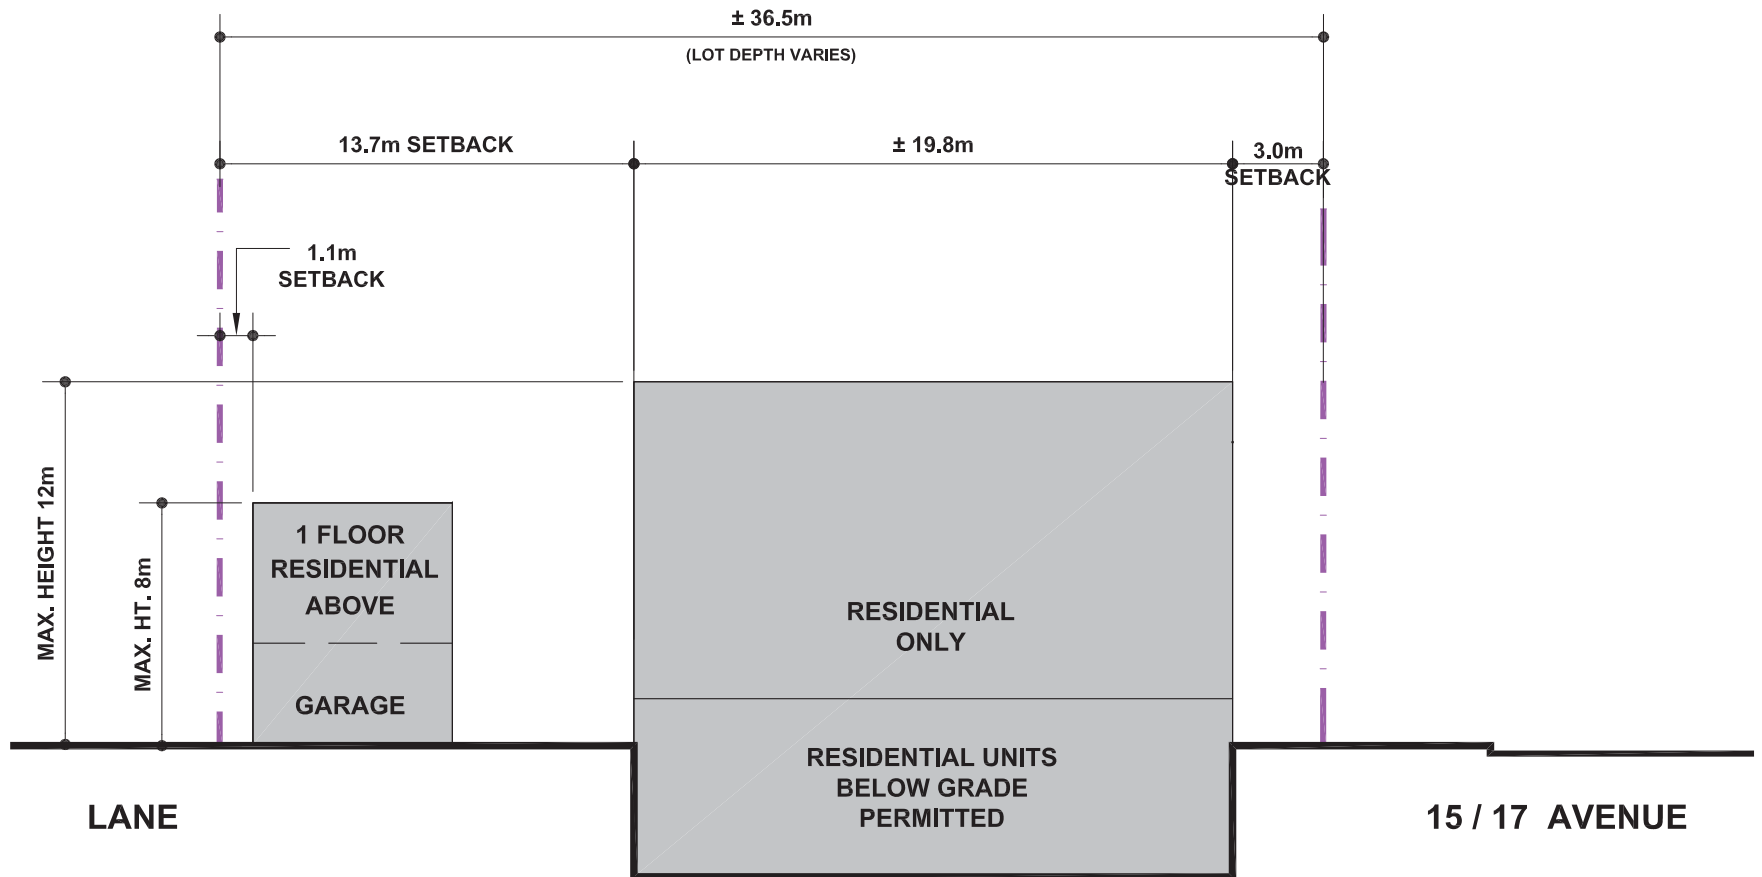 ± 36.5m
(LOT DEPTH VARIES)
13.7m SETBACK
± 19.8m
3.0m
SETBACK
1.1m
SETBACK
MAX. HEIGHT 12m
MAX. HT. 8m
1 FLOOR
RESIDENTIAL
ABOVE
GARAGE
RESIDENTIAL
ONLY
RESIDENTIAL UNITS
BELOW GRADE
PERMITTED
LANE
15 / 17 AVENUE